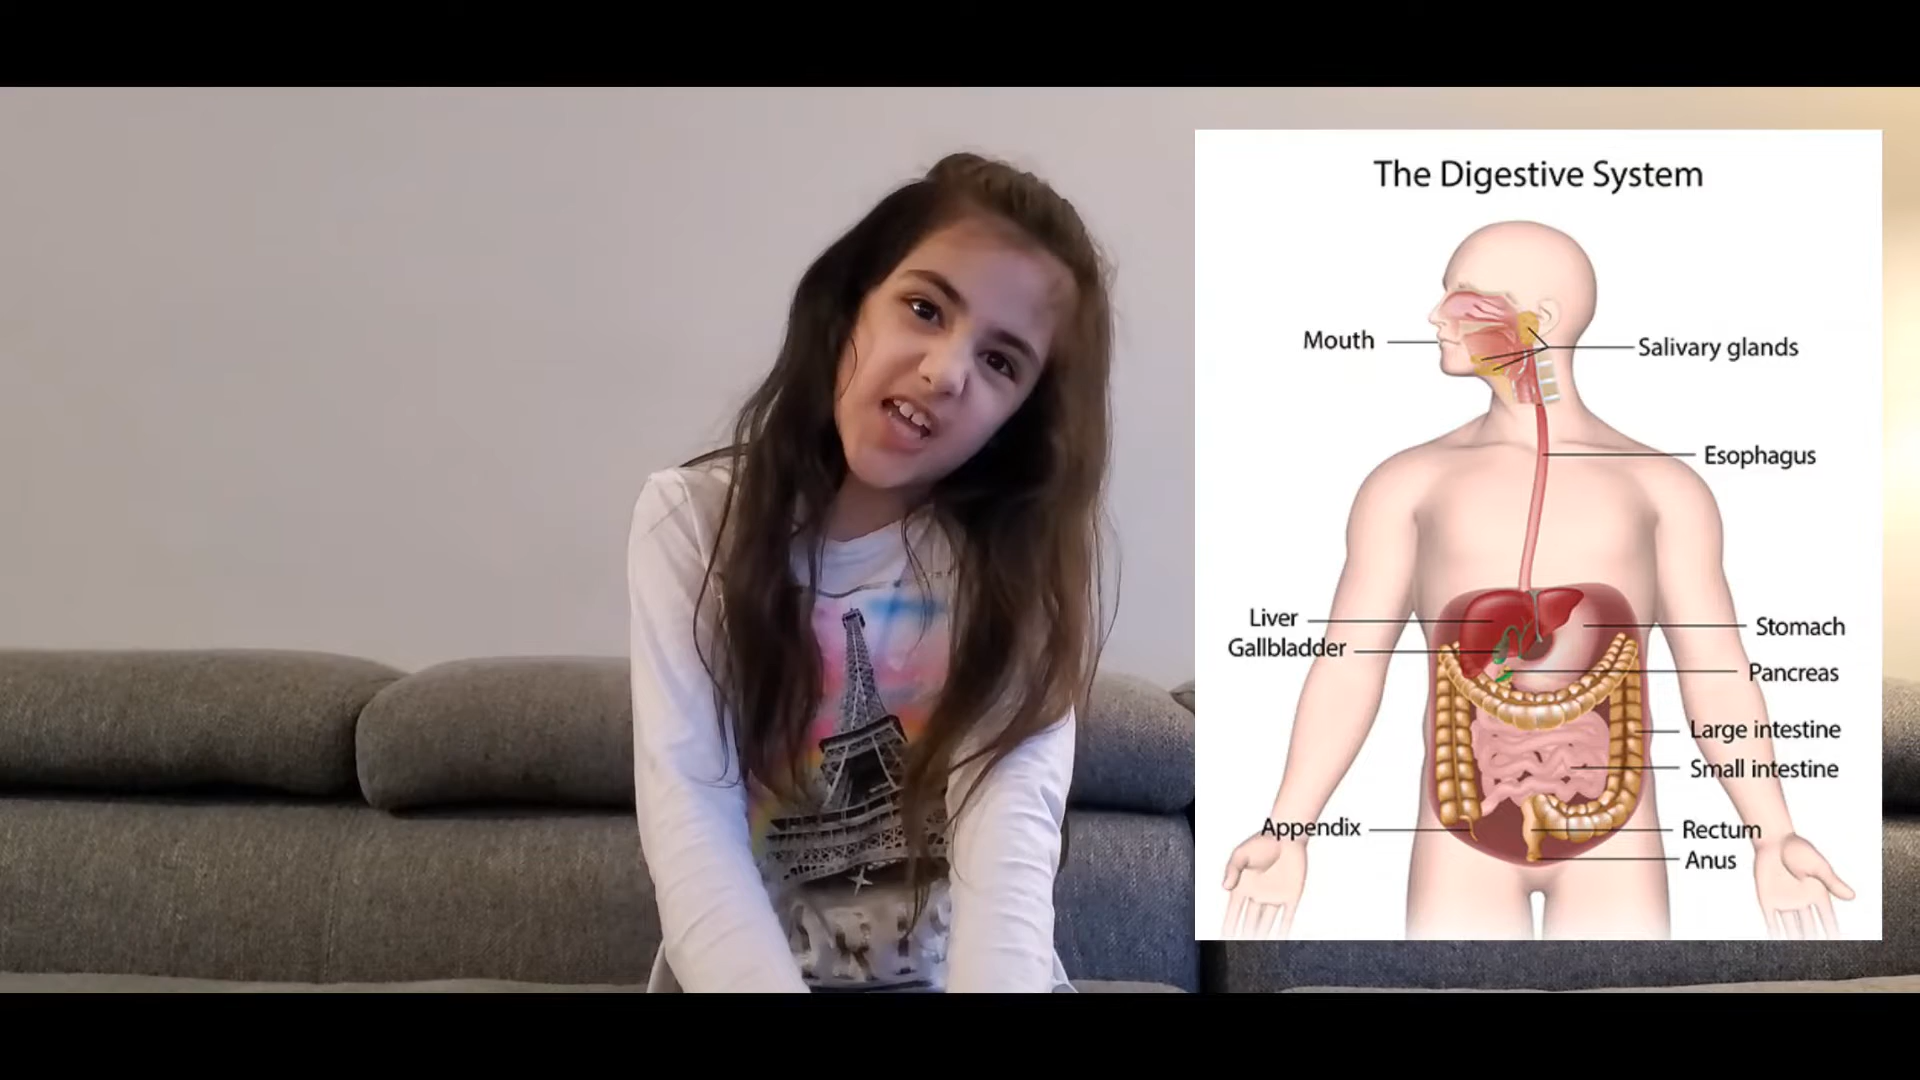 The Digestive System
Mouth
Salivary glands
Esophagus
Liver
Gallbladder
Stomach
Pancreas
Large intestine
Small intestine
Appendix
Rectum
Anus